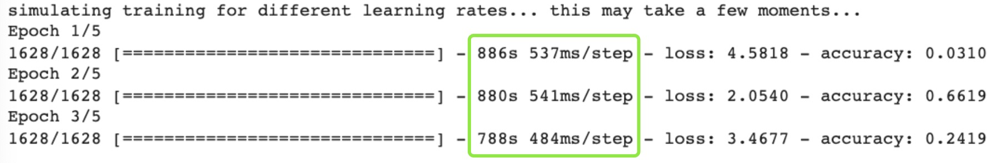 simulating training for different learning rates... this may take a few moments...
Epoch 1/5
1628/1628 [==============================] - 886s 537ms/step - loss: 4.5818 - accuracy: 0.0310
Epoch 2/5
1628/1628 [==============================] - 880s 541ms/step - loss: 2.0540 - accuracy: 0.6619
Epoch 3/5
1628/1628 [==============================] - 788s 484ms/step - loss: 3.4677 - accuracy: 0.2419